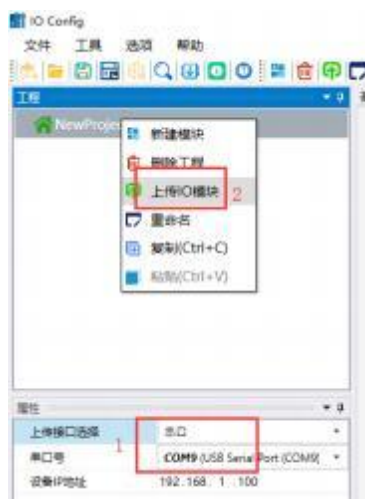 IO Config
文件 工具 选项 帮助
工程
NewProjec
新建模块
删除工程
上传IO模块 2
重命名
复制(Ctrl+C)
粘贴(Ctrl+V)
属性
上传接口选择 串口
1
串口号 COM9 (USB Serial Port (COM9)
设备IP地址 192.168. 1 .100